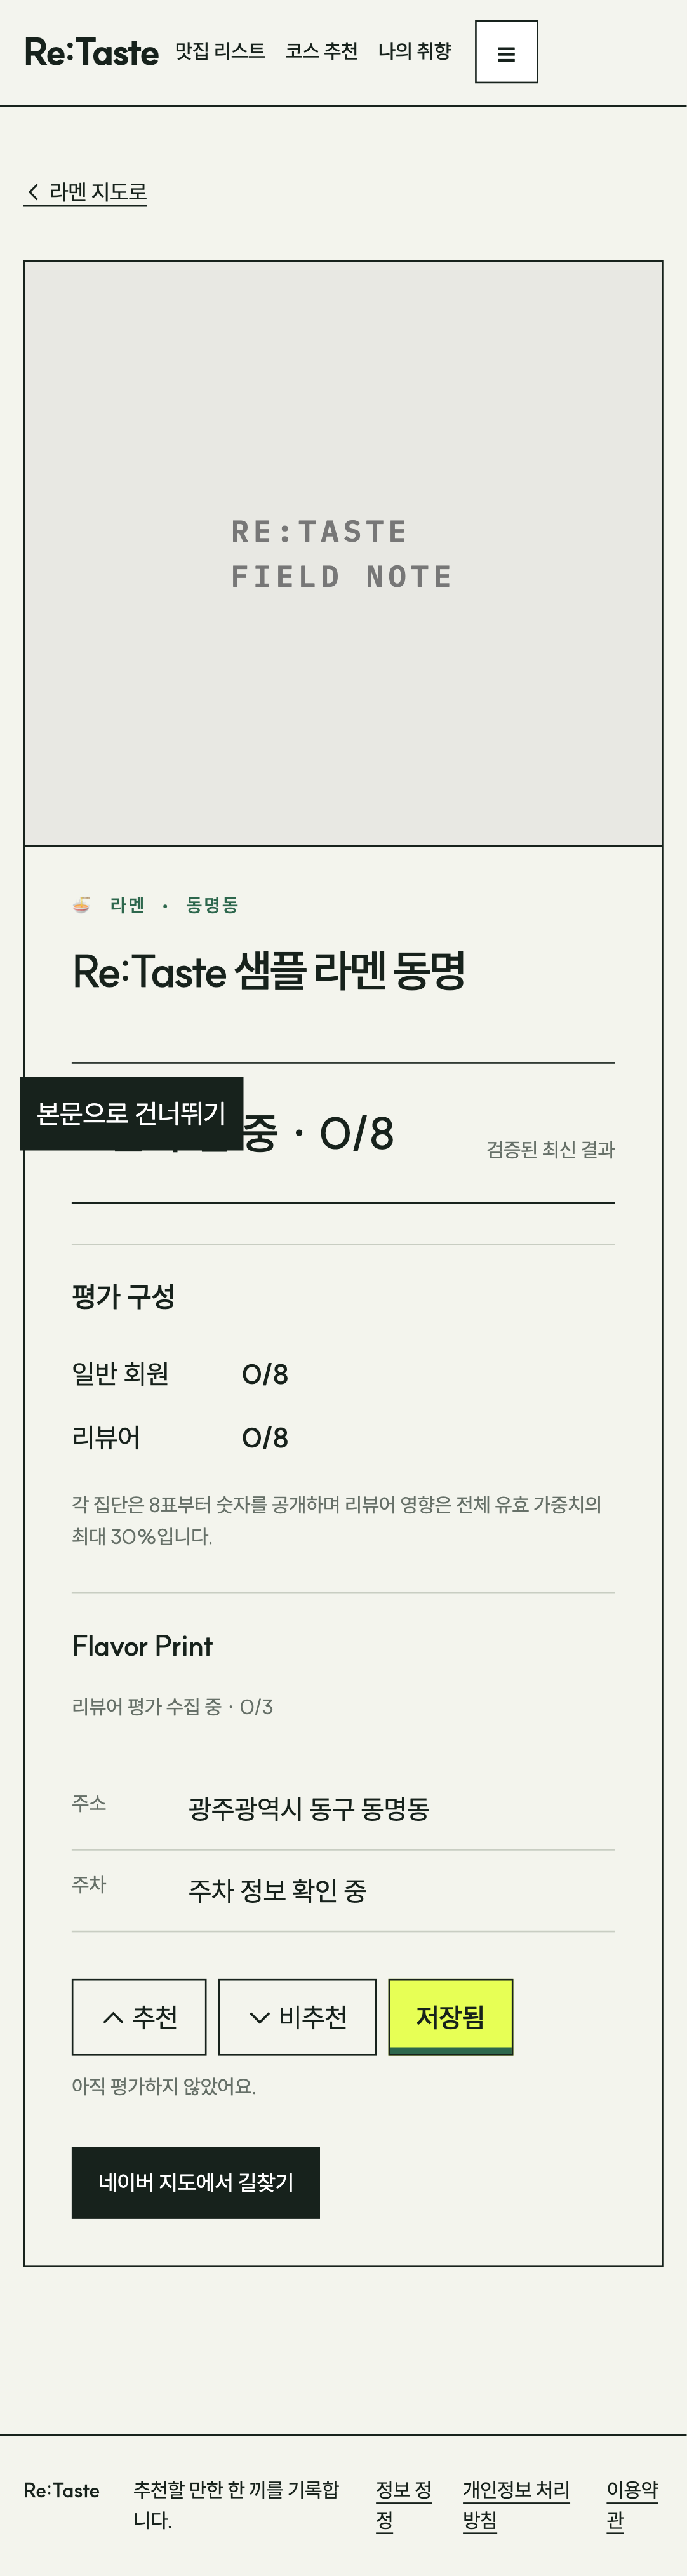 Re:Taste 맛집 리스트 코스 추천 나의 취향
라멘 지도로
RE:TASTE
FIELD NOTE
라멘 · 동명동
Re:Taste 샘플 라멘 동명
본문으로 건너뛰기
중 · 0/8
검증된 최신 결과
평가 구성
일반 회원 0/8
리뷰어 0/8
각 집단은 8표부터 숫자를 공개하며 리뷰어 영향은 전체 유효 가중치의
최대 30%입니다.
Flavor Print
리뷰어 평가 수집 중 · 0/3
주소 광주광역시 동구 동명동
주차 주차 정보 확인 중
추천 비추천 저장됨
아직 평가하지 않았어요.
네이버 지도에서 길찾기
Re:Taste
추천할 만한 한 끼를 기록합
니다.
정보 정
정
개인정보 처리
방침
이용약
관